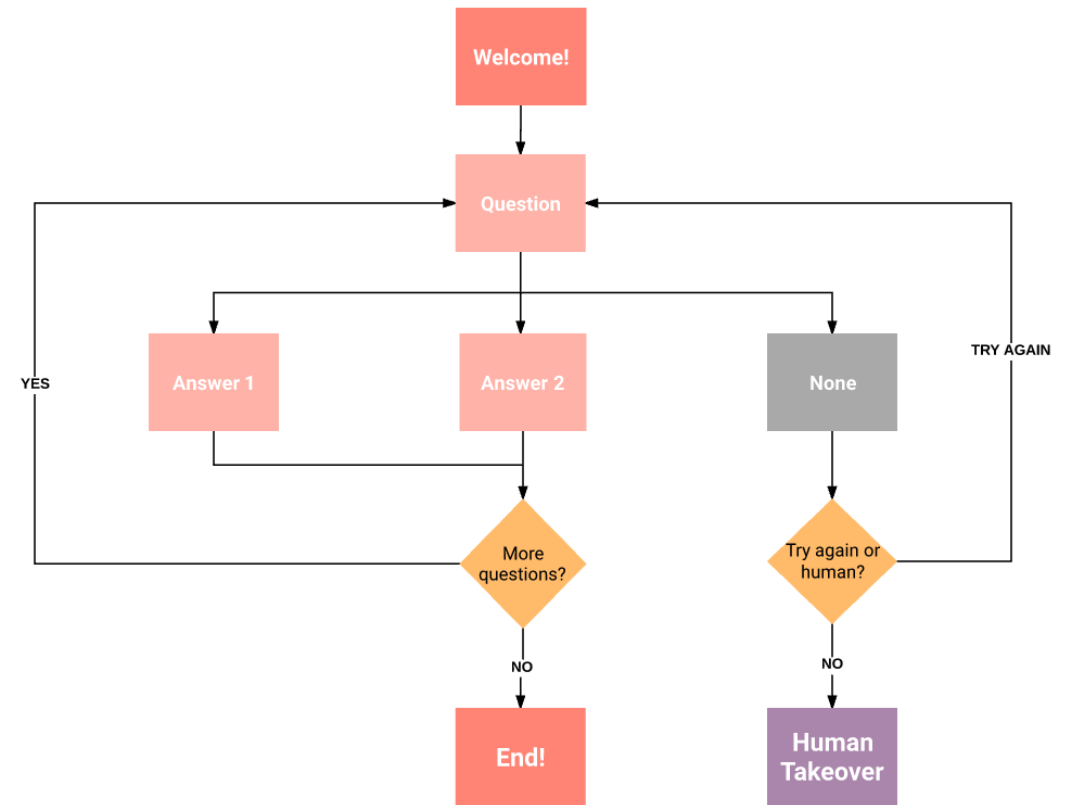 Welcome!
Question
TRY AGAIN
YES
Answer 1
Answer 2
None
More
questions?
Try again or
human?
NO
NO
End!
Human
Takeover